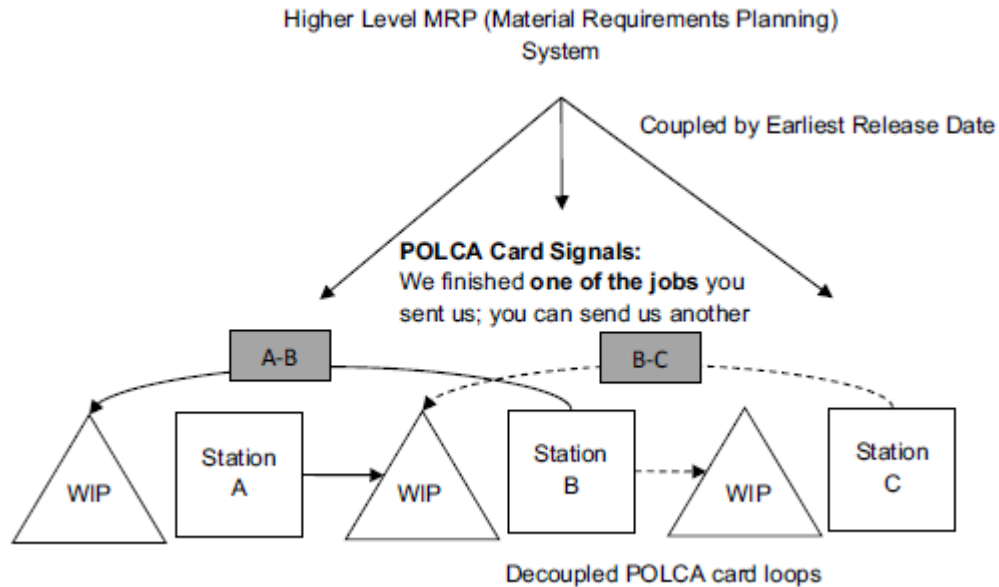 Higher Level MRP (Material Requirements Planning)
System
Coupled by Earliest Release Date
POLCA Card Signals:
We finished one of the jobs you
sent us; you can send us another
A-B
B-C
WIP
Station
A
WIP
Station
B
WIP
Station
C
Decoupled POLCA card loops